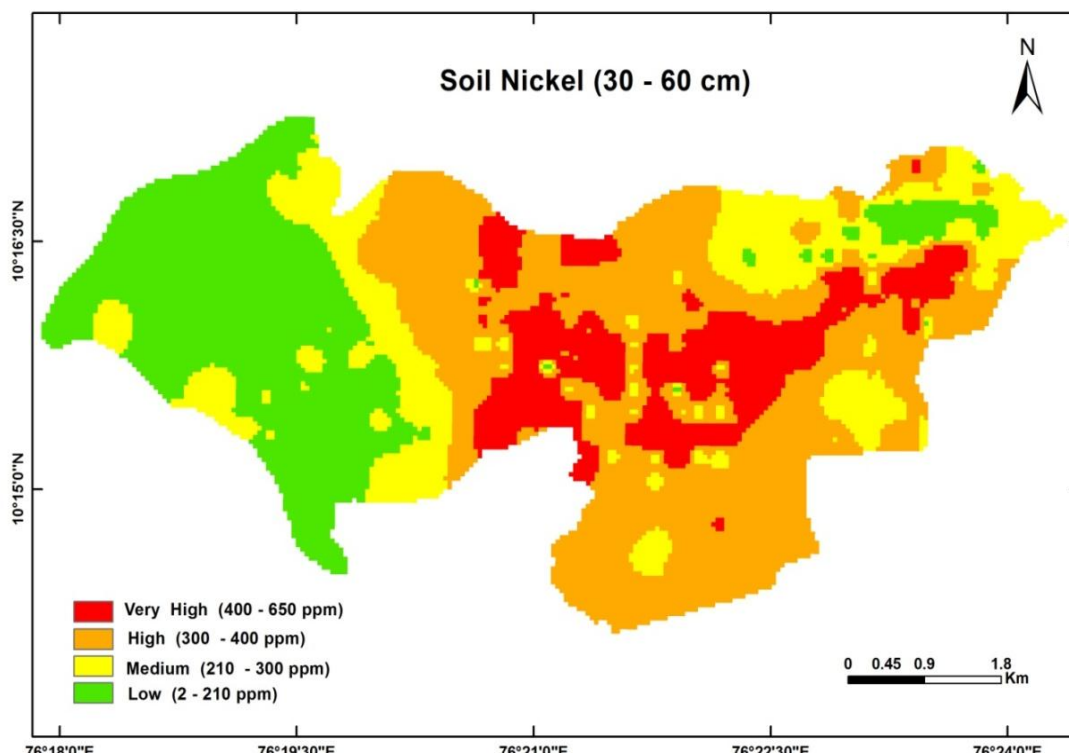 Soil Nickel (30 - 60 cm)
N
10°16'30"N
10°15'0"N
Very High (400 - 650 ppm)
High (300 - 400 ppm)
Medium (210 - 300 ppm)
Low (2 - 210 ppm)
0 0.45 0.9 1.8
Km
76°18'0"E 76°19'30"E 76°21'0"E 76°22'30"E 76°24'0"E